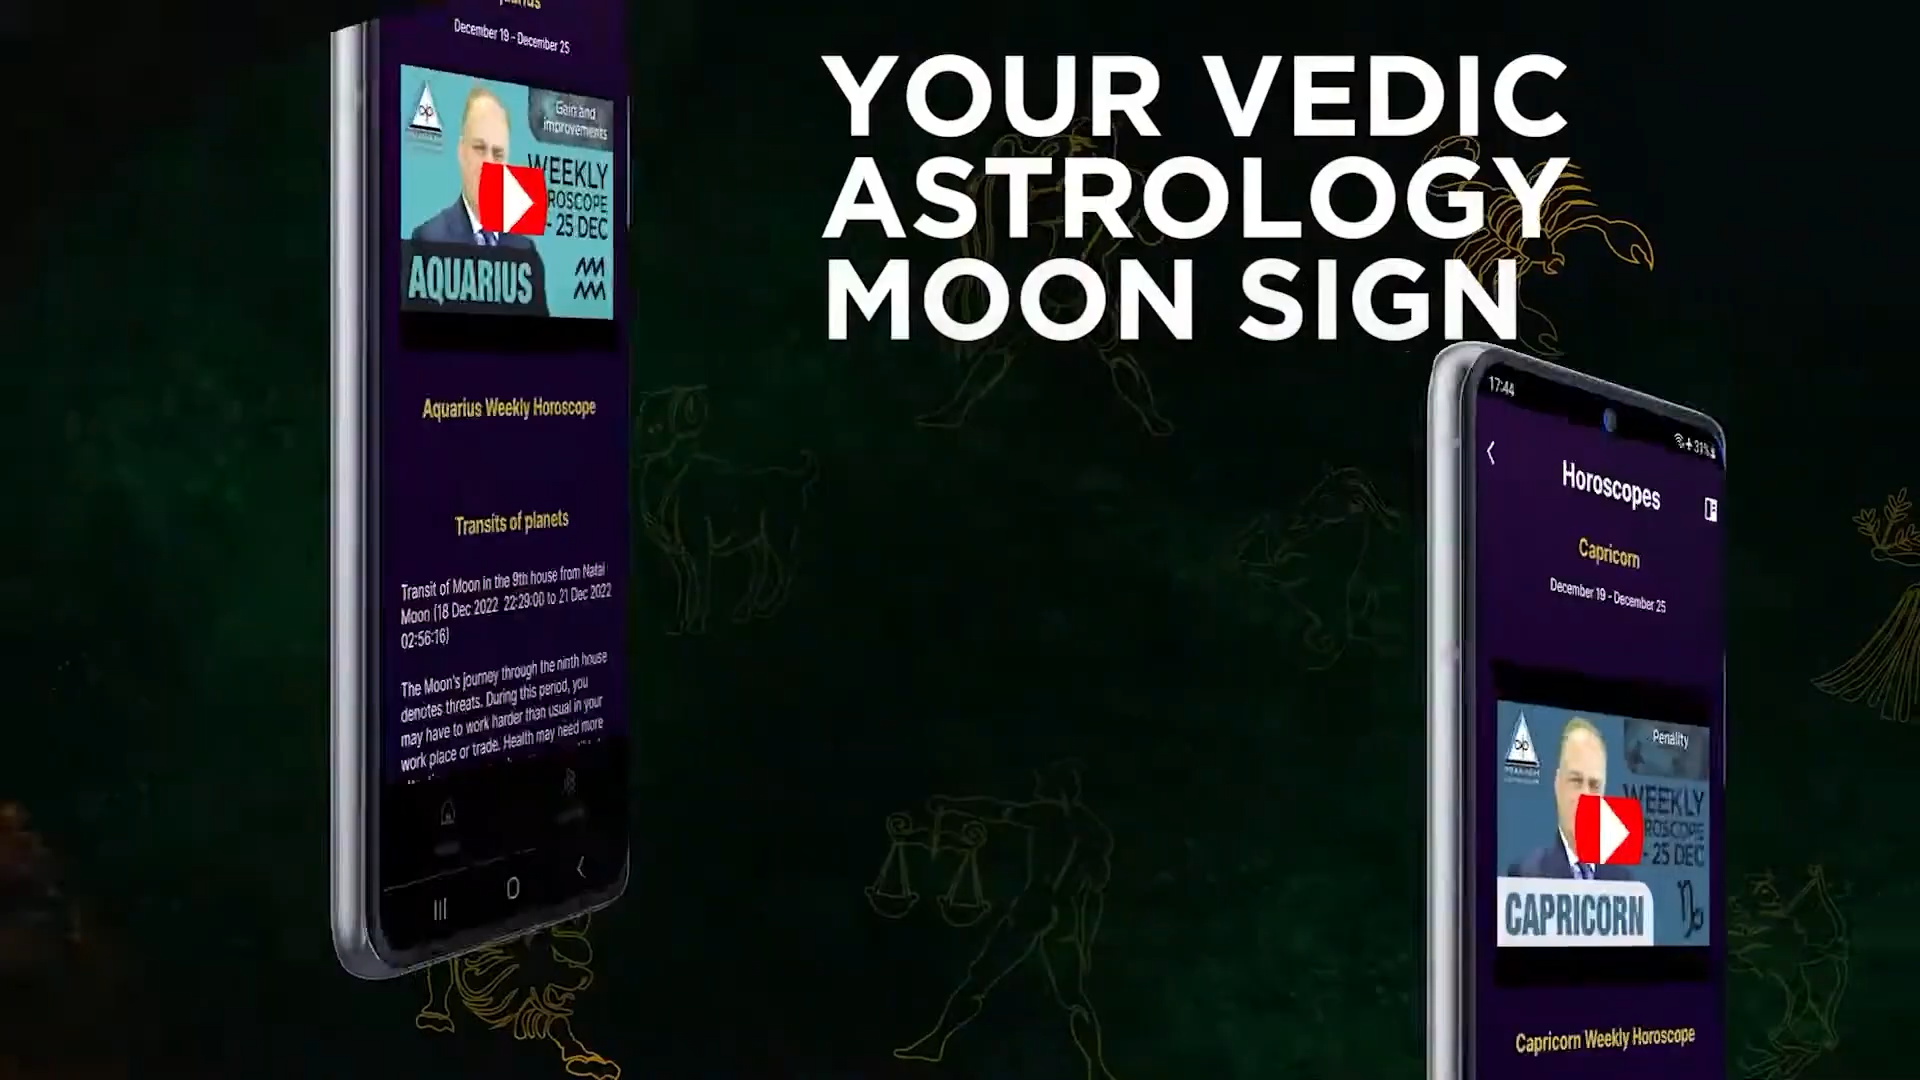 December 19 - December 25
Gain and
improvements
WEEKLY
ROSCOPE
- 25 DEC
AQUARIUS
Aquarius Weekly Horoscope
Transits of planets
Transit of Moon in the 9th house from Natal
Moon (18 Dec 2022 22:29:00 to 21 Dec 2022
02:56:16)
The Moon's journey through the ninth house
denotes threats. During this period, you
may have to work harder than usual in your
work place or trade. Health may need more
YOUR VEDIC
ASTROLOGY
MOON SIGN
17:44
31%
Horoscopes
Capricorn
December 19 - December 25
Penality
WEEKLY
ROSCOPE
- 25 DEC
CAPRICORN
Capricorn Weekly Horoscope